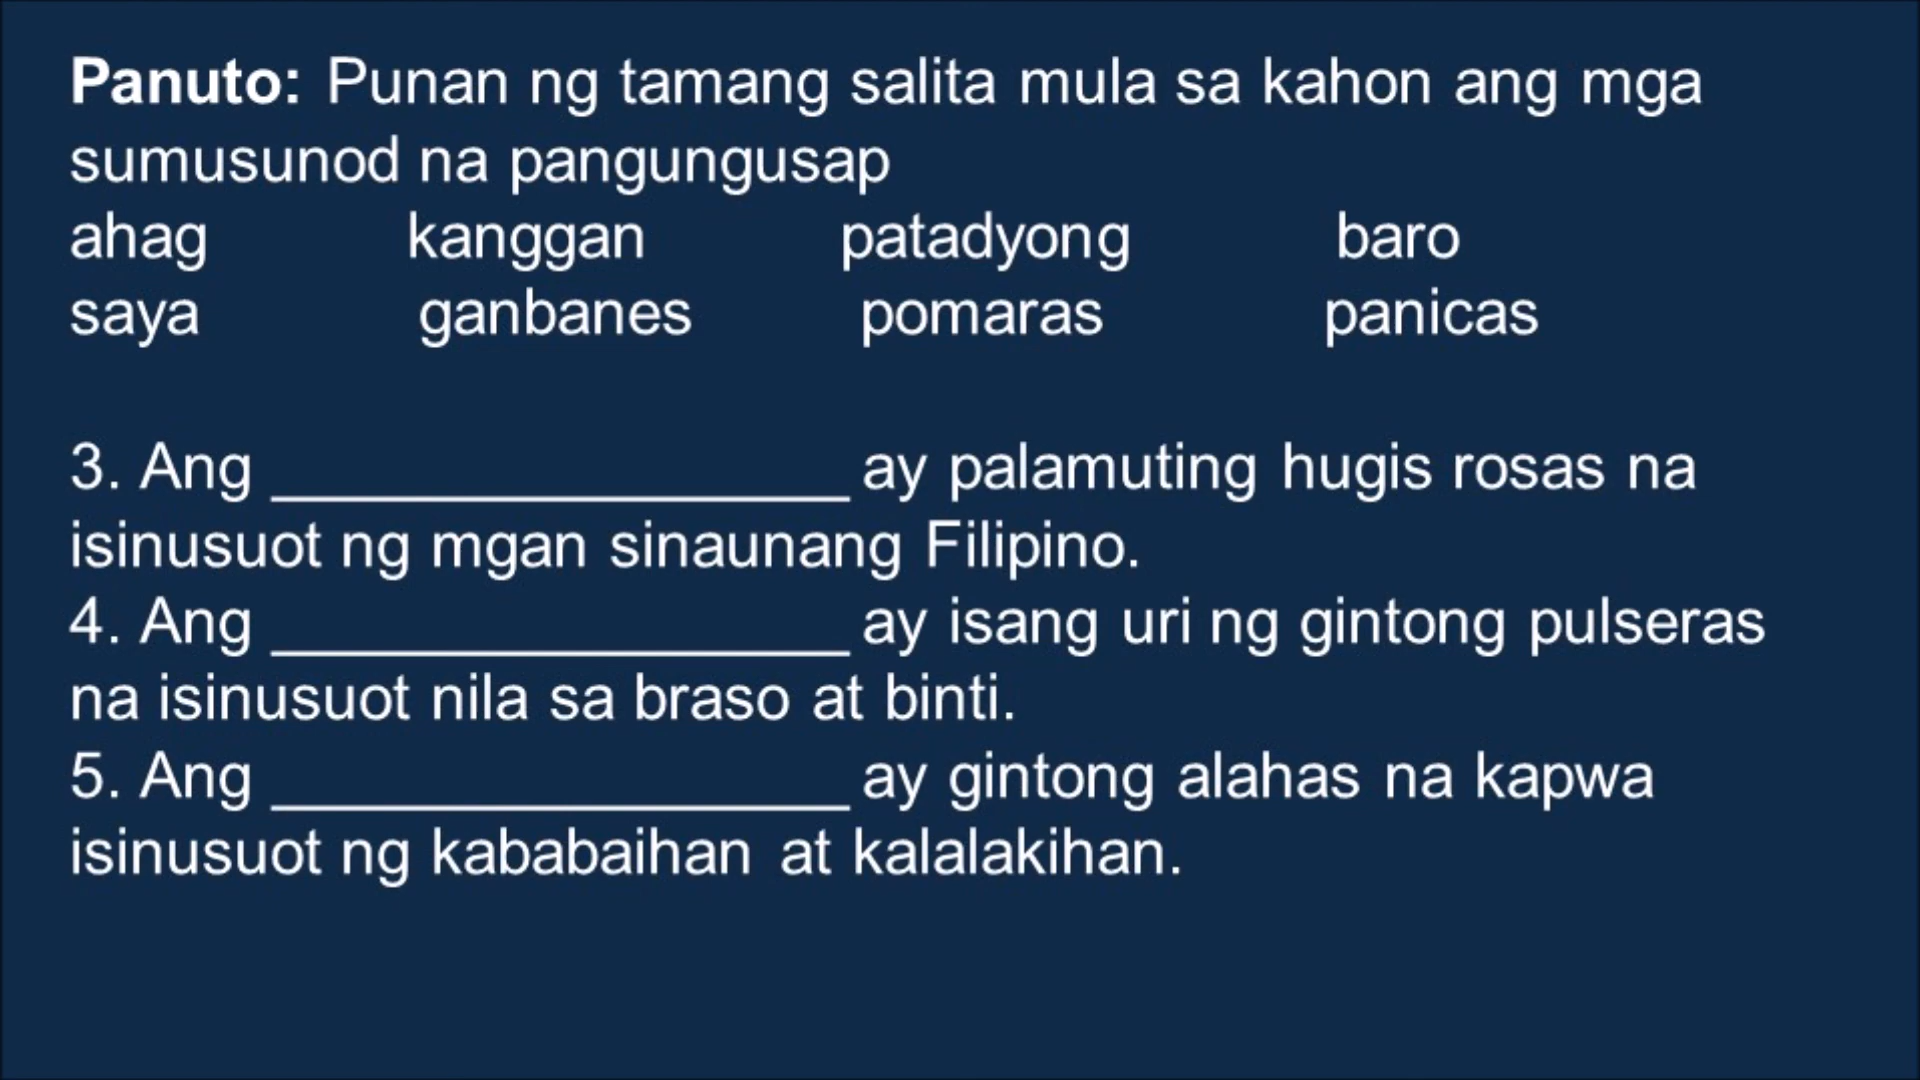 Panuto: Punan ng tamang salita mula sa kahon ang mga
sumusunod na pangungusap
ahag kanggan patadyong baro
saya ganbanes pomaras panicas
3. Ang ____________________ ay palamuting hugis rosas na
isinusuot ng mgan sinaunang Filipino.
4. Ang ____________________ ay isang uri ng gintong pulseras
na isinusuot nila sa braso at binti.
5. Ang ____________________ ay gintong alahas na kapwa
isinusuot ng kababaihan at kalalakihan.